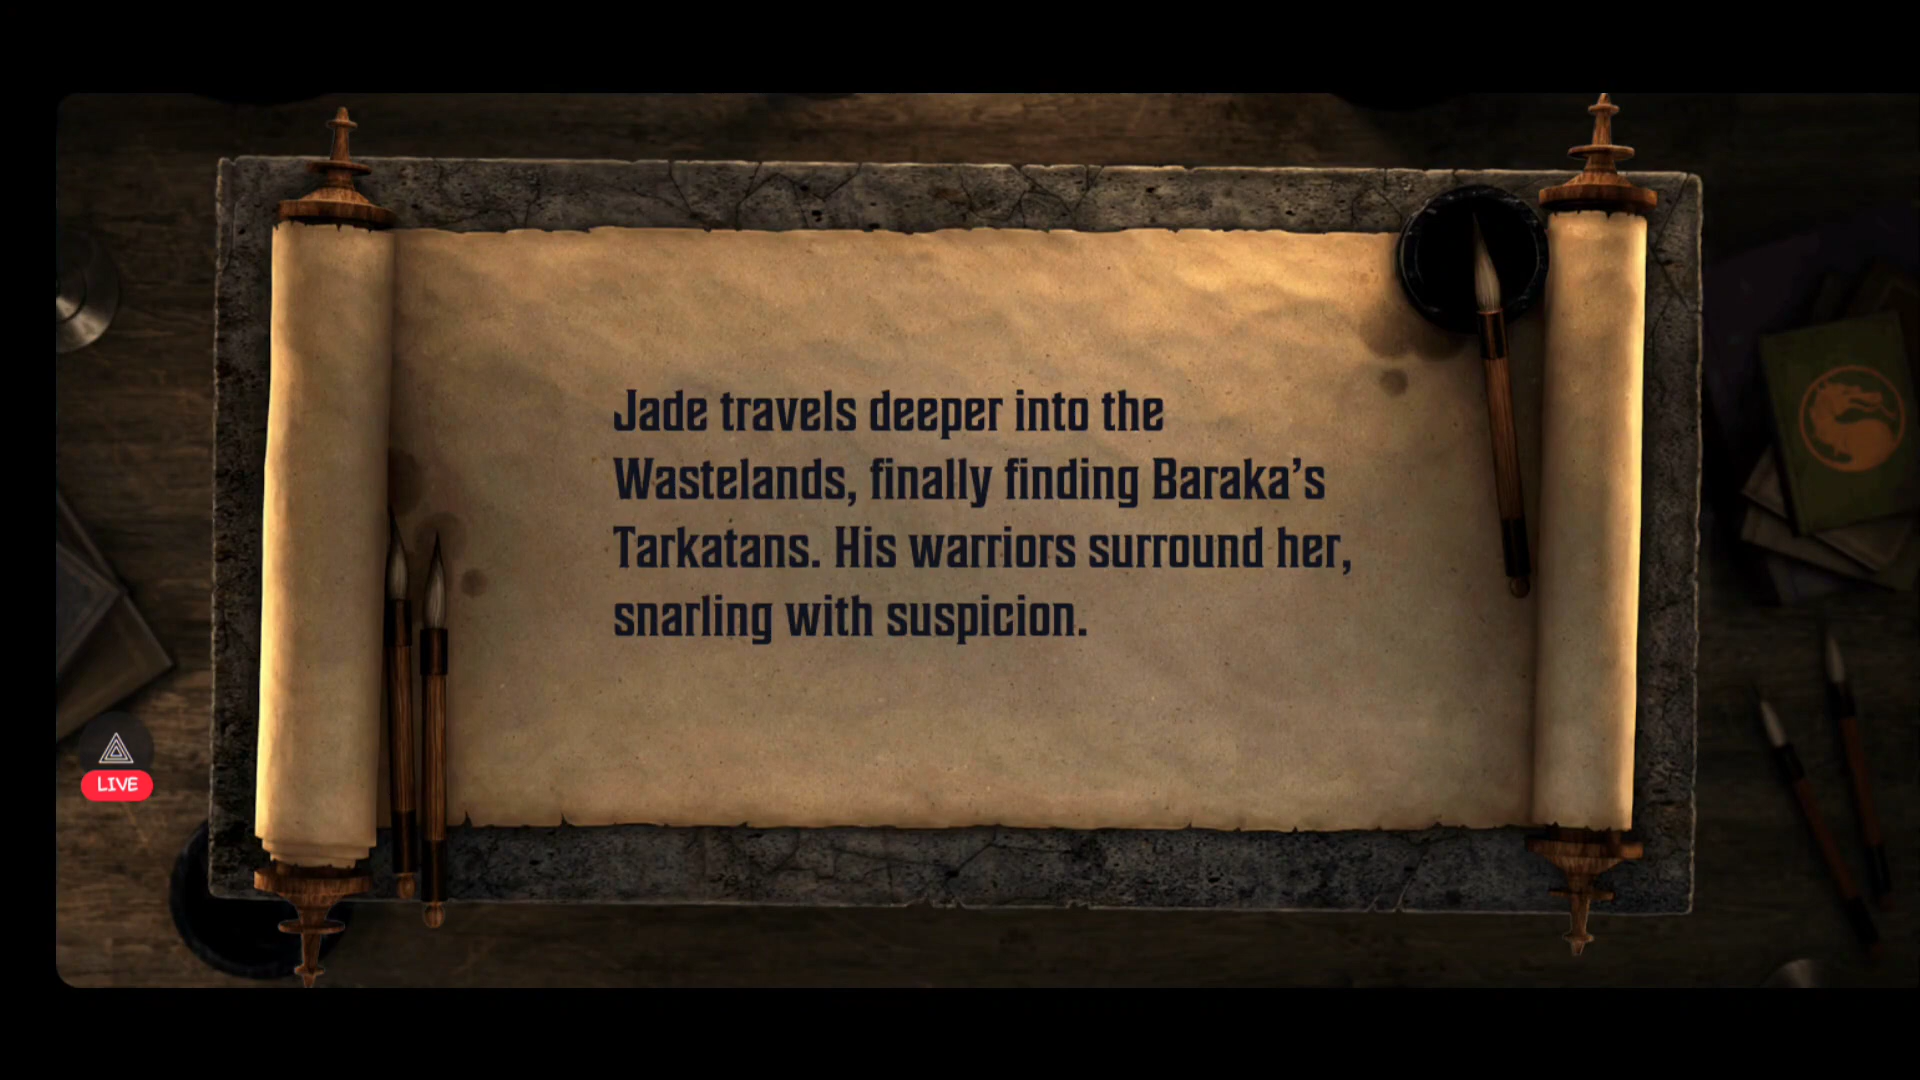 Jade travels deeper into the
Wastelands, finally finding Baraka’s
Tarkatans. His warriors surround her,
snarling with suspicion.
LIVE